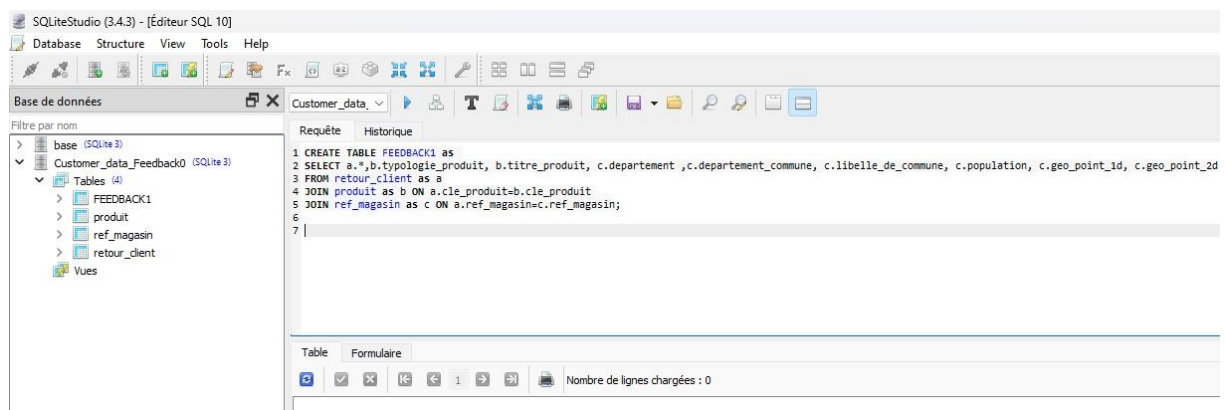 SQLiteStudio (3.4.3) - [Éditeur SQL 10]
Database Structure View Tools Help
Base de données
Filtre par nom
base (SQLite 3)
Customer_data_Feedback0 (SQLite 3)
Tables (4)
FEEDBACK1
produit
ref_magasin
retour_client
Vues
Customer_data_
Requête Historique
1 CREATE TABLE FEEDBACK1 as
2 SELECT a.*,b.typologie_produit, b.titre_produit, c.departement ,c.departement_commune, c.libelle_de_commune, c.population, c.geo_point_1d, c.geo_point_2d
3 FROM retour_client as a
4 JOIN produit as b ON a.cle_produit=b.cle_produit
5 JOIN ref_magasin as c ON a.ref_magasin=c.ref_magasin;
6
7
Table Formulaire
1 Nombre de lignes chargées : 0